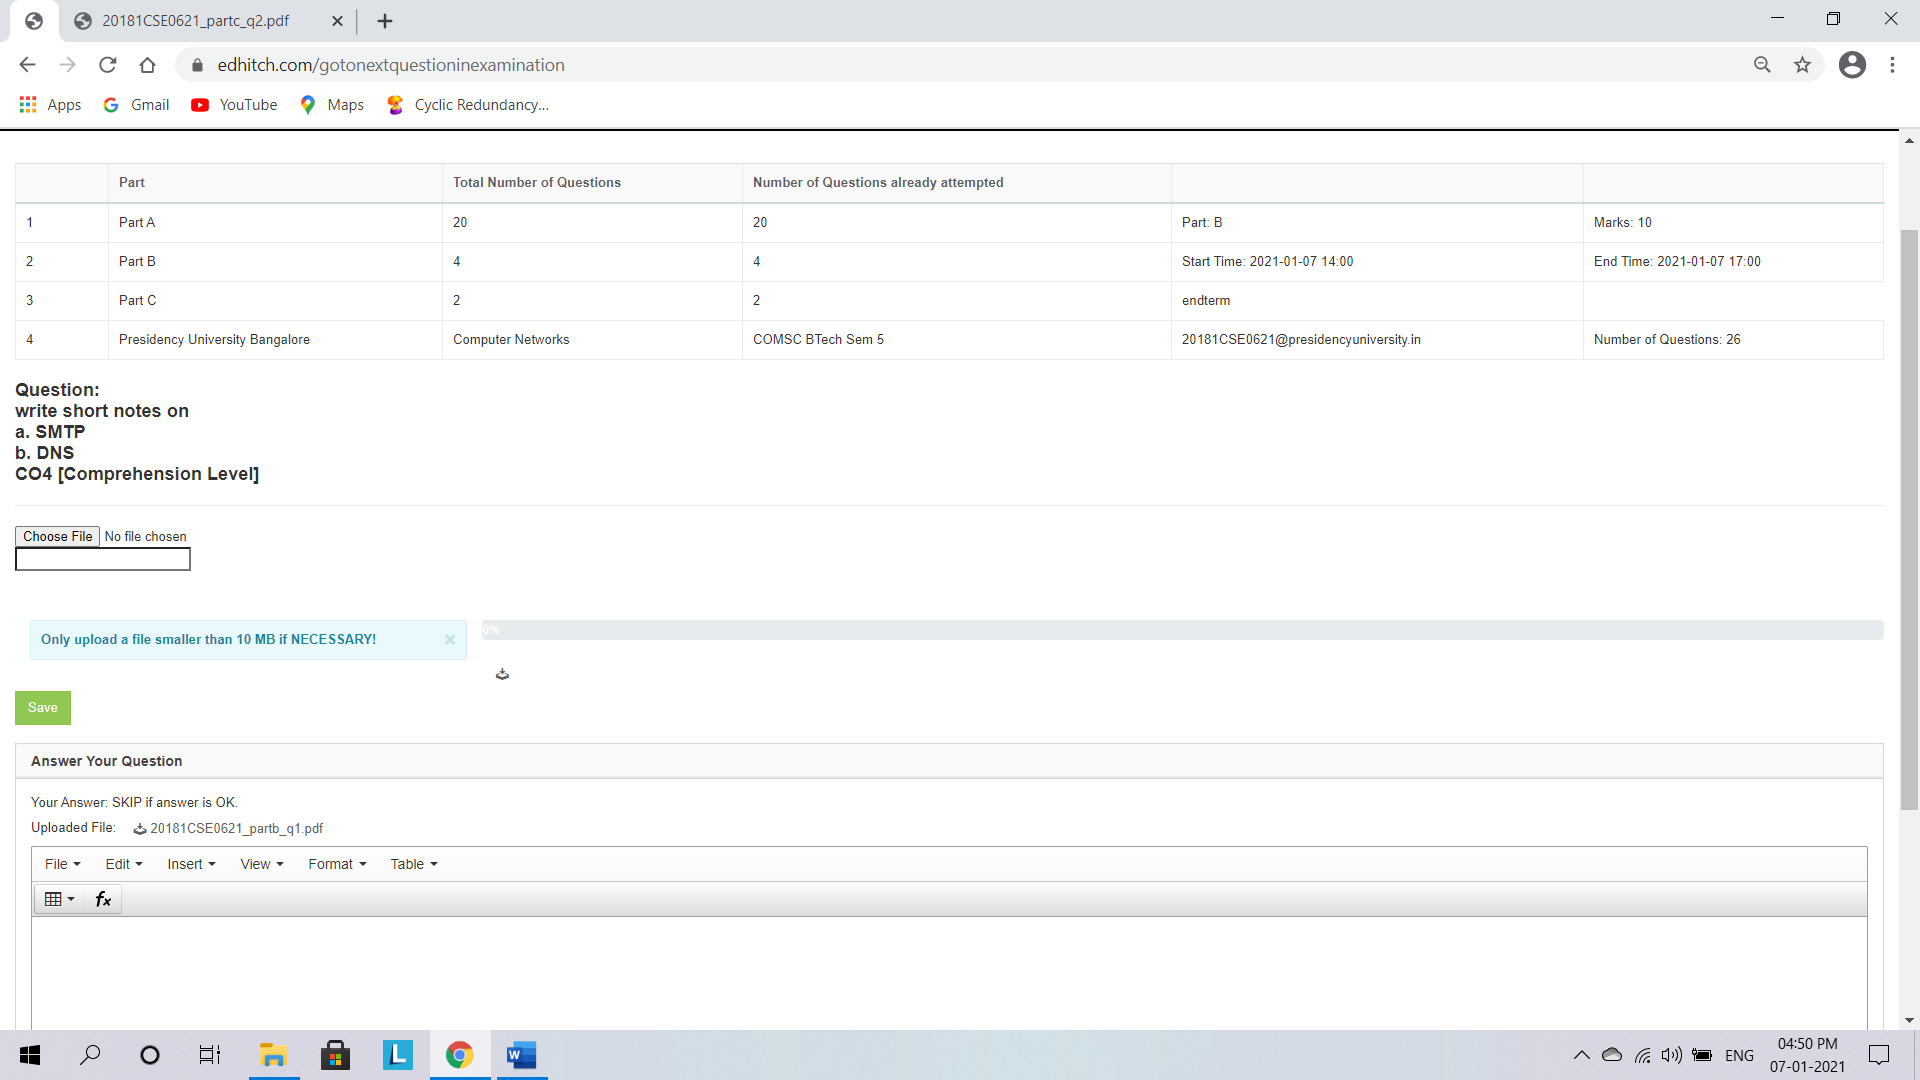 20181CSE0621_partc_q2.pdf
edhitch.com/gotonextquestioninexamination
Apps Gmail YouTube Maps Cyclic Redundancy...
Part Total Number of Questions Number of Questions already attempted
1 Part A 20 20 Part: B Marks: 10
2 Part B 4 4 Start Time: 2021-01-07 14:00 End Time: 2021-01-07 17:00
3 Part C 2 2 endterm
4 Presidency University Bangalore Computer Networks COMSC BTech Sem 5 20181CSE0621@presidencyuniversity.in Number of Questions: 26
Question:
write short notes on
a. SMTP
b. DNS
CO4 [Comprehension Level]
Choose File No file chosen
Only upload a file smaller than 10 MB if NECESSARY! × 0%
Save
Answer Your Question
Your Answer: SKIP if answer is OK.
Uploaded File: 20181CSE0621_partb_q1.pdf
File Edit Insert View Format Table
fx
ENG 04:50 PM
07-01-2021